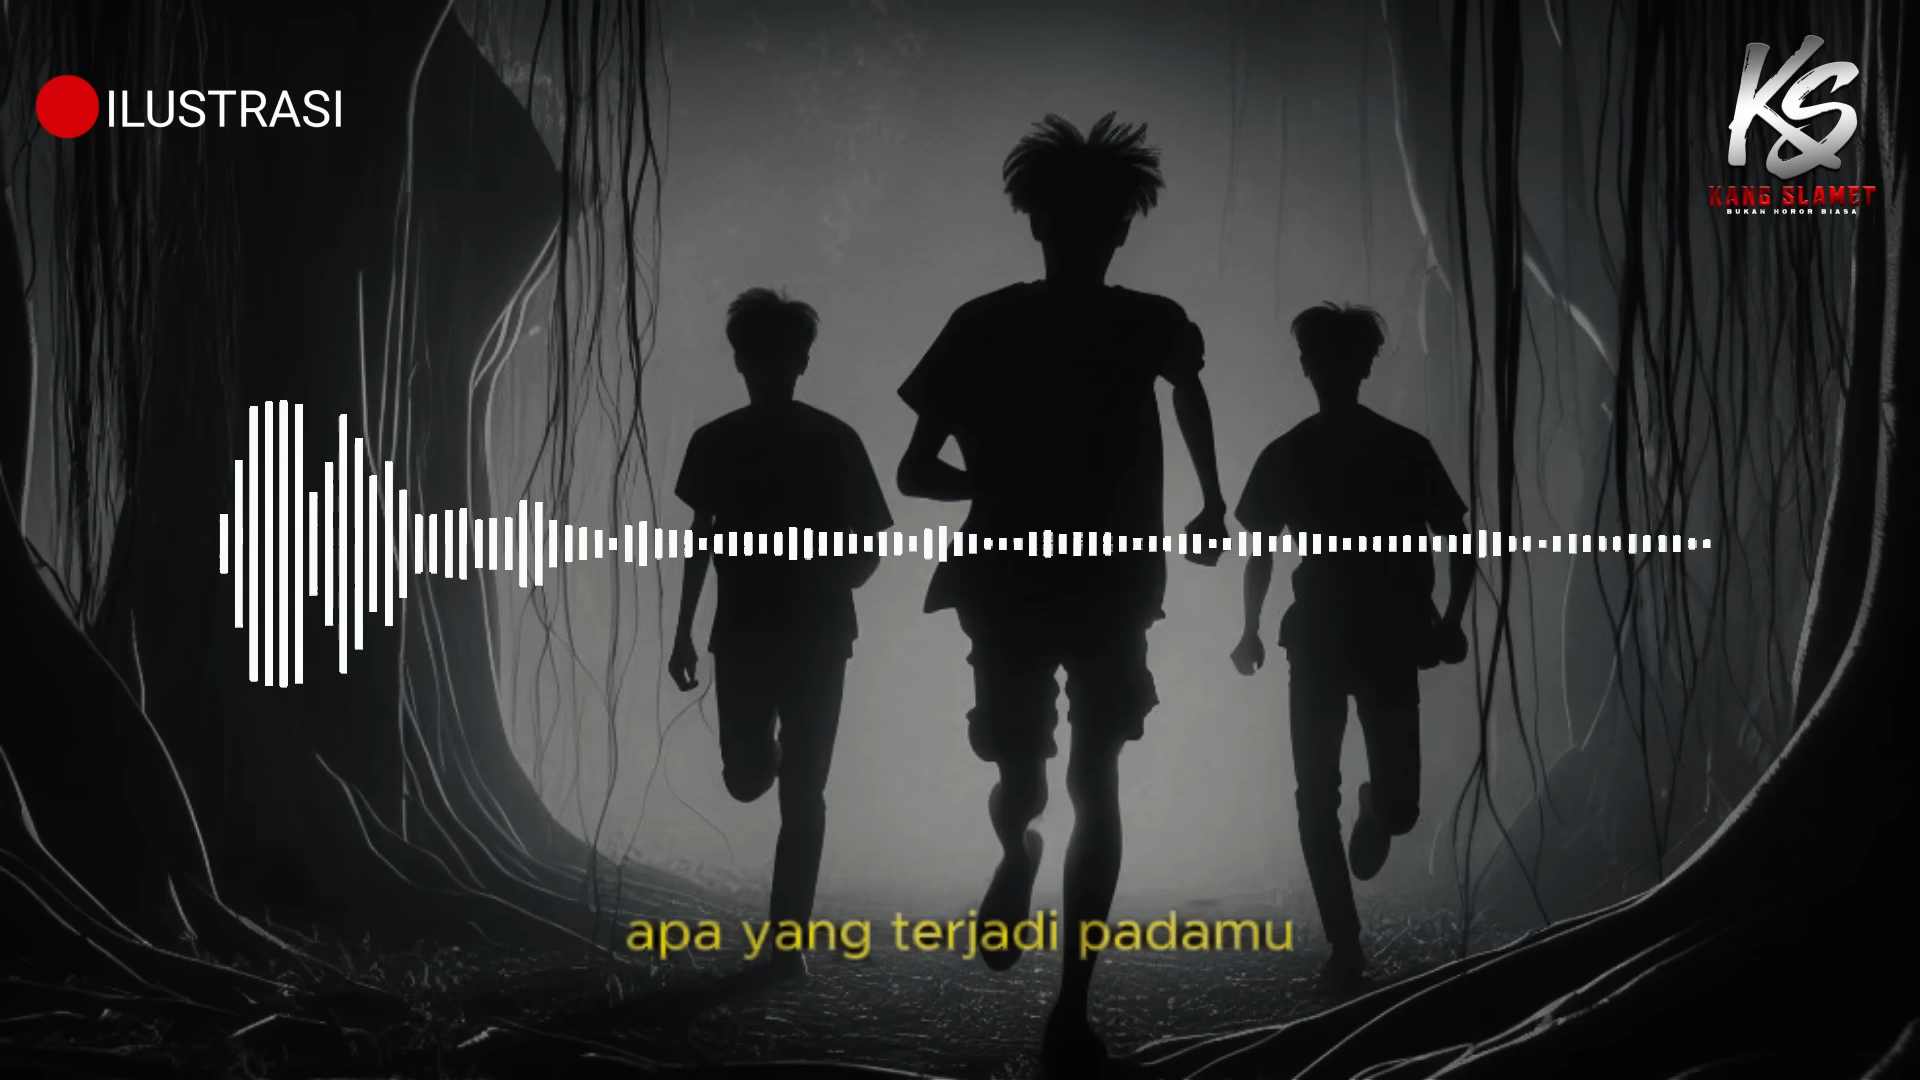 ILUSTRASI
KS
KANG SLAMET
BUKAN HOROR BIASA
apa yang terjadi padamu